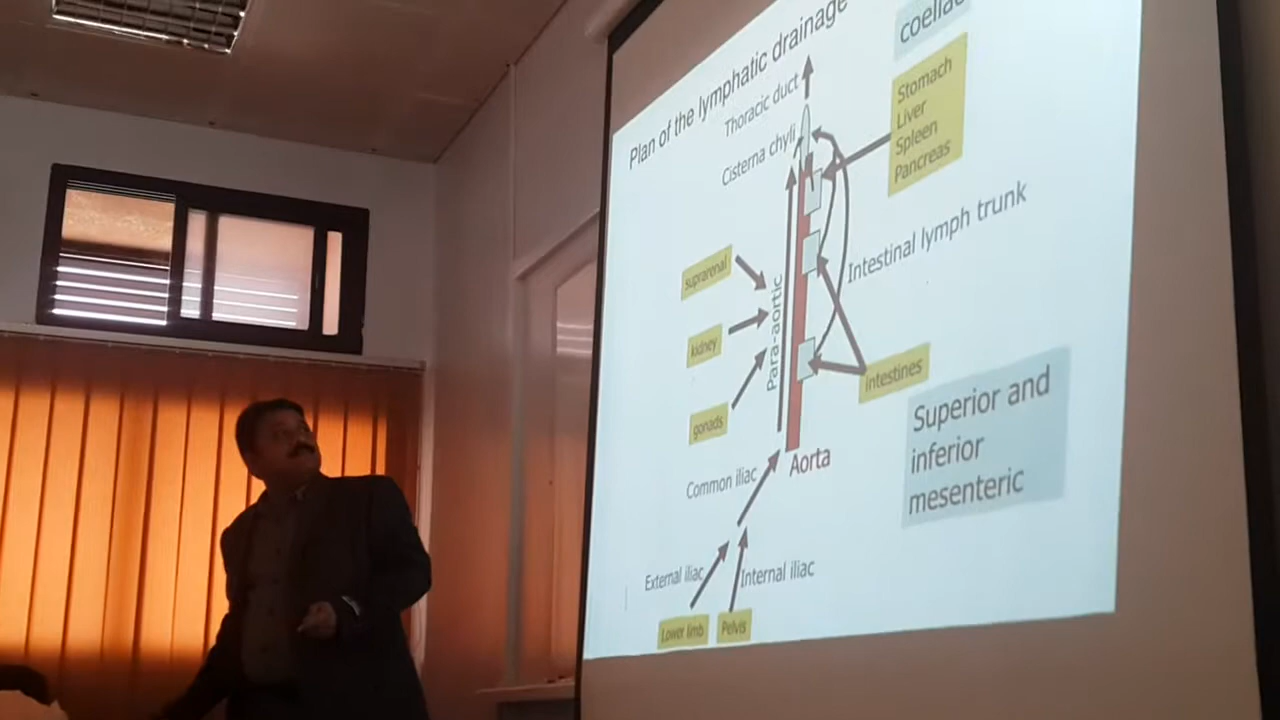 Plan of the lymphatic drainage
coeliac
Thoracic duct
Stomach
Liver
Spleen
Pancreas
Cisterna chyli
Intestinal lymph trunk
suprarenal
kidney
Para-aortic
gonads
intestines
Superior and
inferior
mesenteric
Aorta
Common iliac
External iliac
Internal iliac
Lower limb
Pelvis